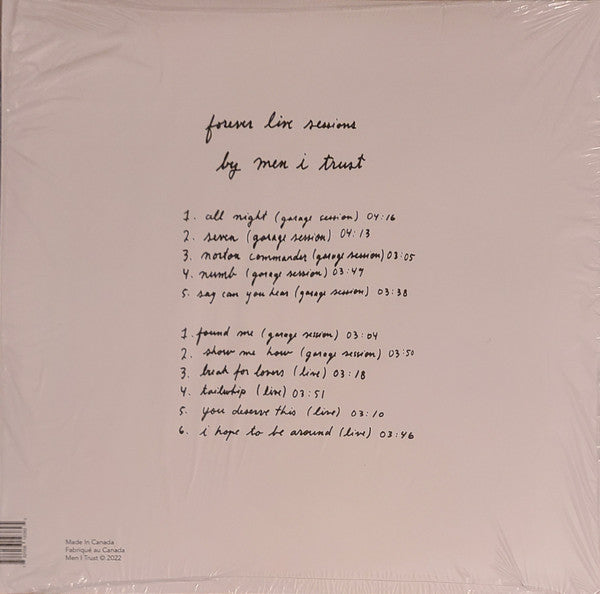 forever live sessions
by men i trust
1. all night (garage session) 04:16
2. seven (garage session) 04:13
3. norton commander (garage session) 03:05
4. numb (garage session) 03:47
5. say can you hear (garage session) 03:38
1. found me (garage session) 03:04
2. show me how (garage session) 03:50
3. break for lovers (live) 03:18
4. tailwhip (live) 03:51
5. you deserve this (live) 03:10
6. i hope to be around (live) 03:46
Made In Canada
Fabriqué au Canada
Men I Trust © 2022